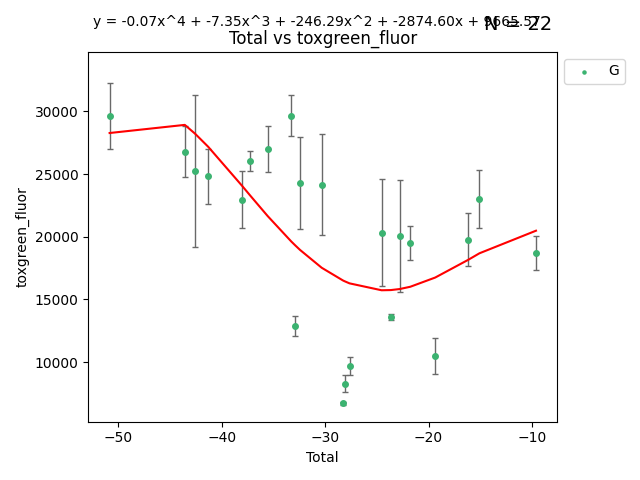 y = -0.07x^4 + -7.35x^3 + -246.29x^2 + -2874.60x + 9665.57
N = 22
Total vs toxgreen_fluor
G
30000
25000
20000
15000
10000
toxgreen_fluor
−50 −40 −30 −20 −10
Total